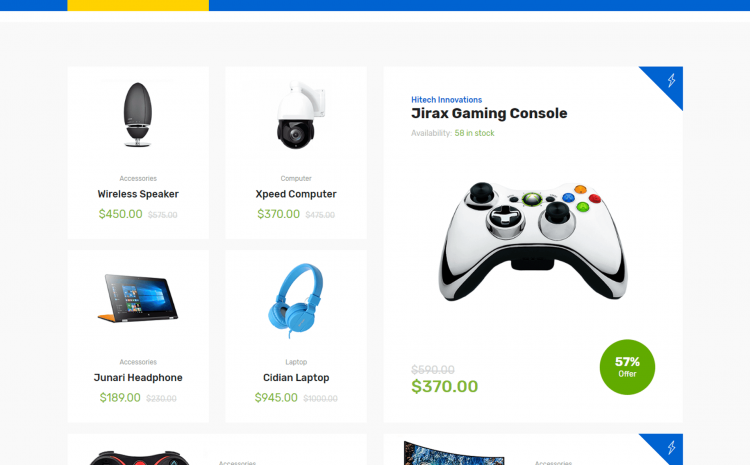 Accessories
Wireless Speaker
$450.00 $575.00
Computer
Xpeed Computer
$370.00 $475.00
Accessories
Junari Headphone
$189.00 $230.00
Laptop
Cidian Laptop
$945.00 $1000.00
Hitech Innovations
Jirax Gaming Console
Availability: 58 in stock
$590.00
$370.00
57%
Offer
Accessories
Accessories